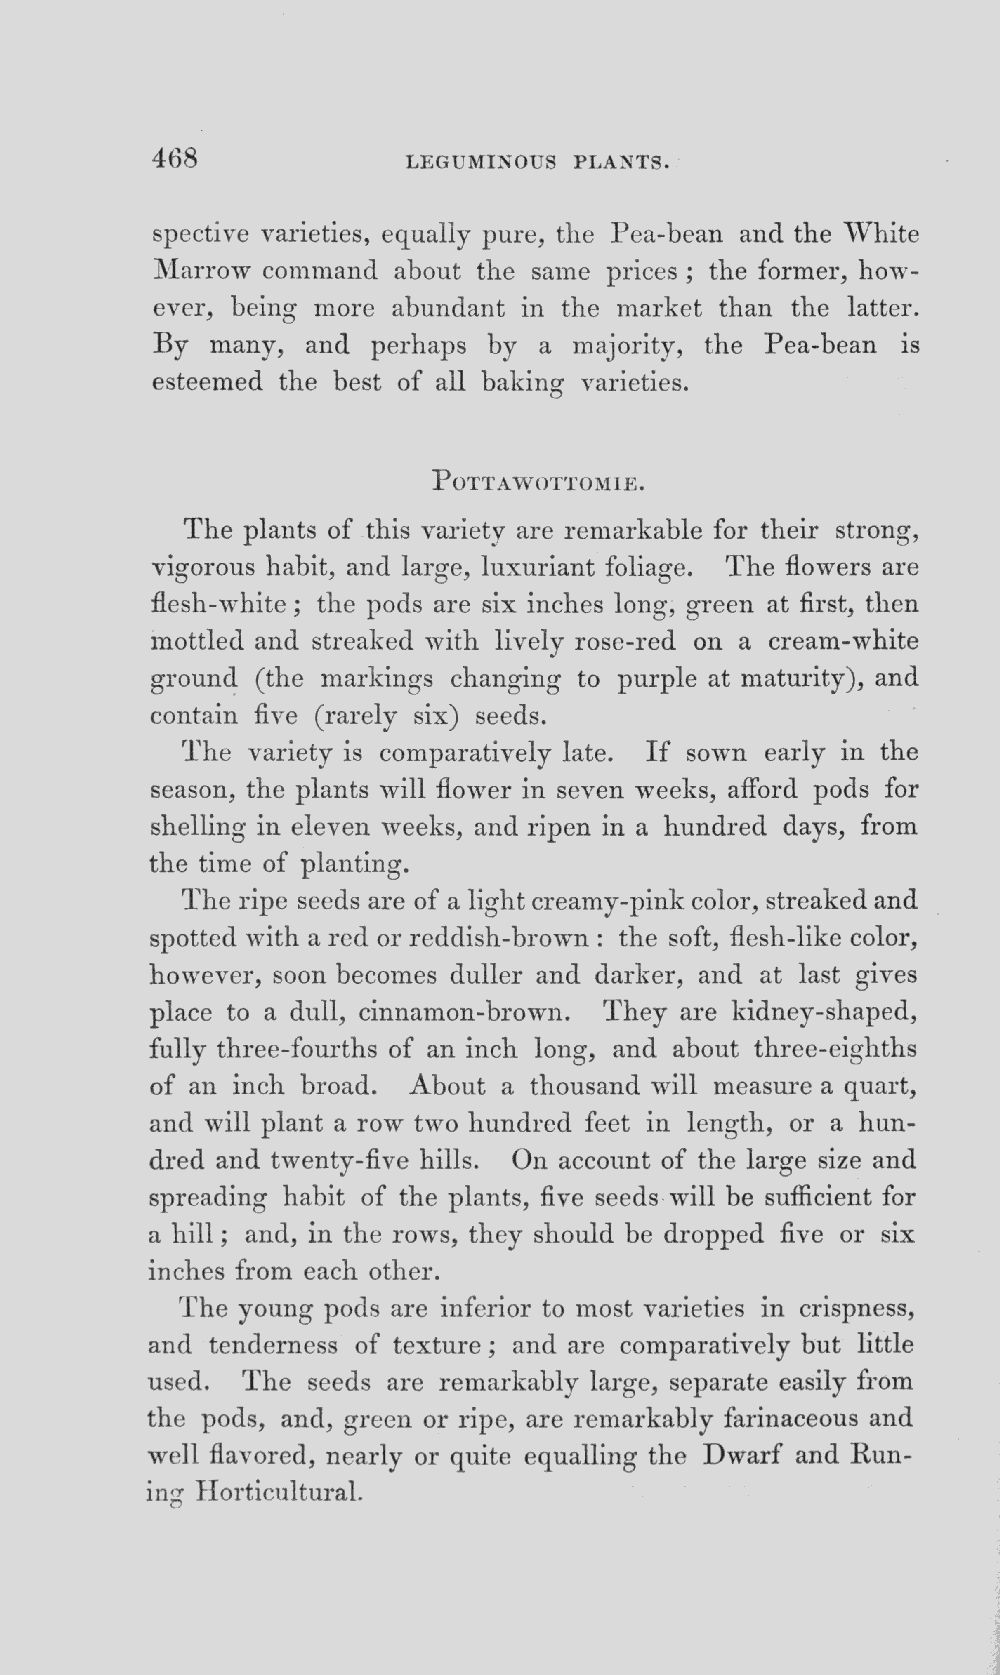 468 LEGUMINOUS PLANTS.
spective varieties, equally pure, the Pea-bean and the White
Marrow command about the same prices ; the former, how-
ever, being more abundant in the market than the latter.
By many, and perhaps by a majority, the Pea-bean is
esteemed the best of all baking varieties.
POTTAWOTTOMIE.
The plants of this variety are remarkable for their strong,
vigorous habit, and large, luxuriant foliage. The flowers are
flesh-white ; the pods are six inches long, green at first, then
mottled and streaked with lively rose-red on a cream-white
ground (the markings changing to purple at maturity), and
contain five (rarely six) seeds.
The variety is comparatively late. If sown early in the
season, the plants will flower in seven weeks, afford pods for
shelling in eleven weeks, and ripen in a hundred days, from
the time of planting.
The ripe seeds are of a light creamy-pink color, streaked and
spotted with a red or reddish-brown : the soft, flesh-like color,
however, soon becomes duller and darker, and at last gives
place to a dull, cinnamon-brown. They are kidney-shaped,
fully three-fourths of an inch long, and about three-eighths
of an inch broad. About a thousand will measure a quart,
and will plant a row two hundred feet in length, or a hun-
dred and twenty-five hills. On account of the large size and
spreading habit of the plants, five seeds will be sufficient for
a hill ; and, in the rows, they should be dropped five or six
inches from each other.
The young pods are inferior to most varieties in crispness,
and tenderness of texture ; and are comparatively but little
used. The seeds are remarkably large, separate easily from
the pods, and, green or ripe, are remarkably farinaceous and
well flavored, nearly or quite equalling the Dwarf and Run-
ing Horticultural.